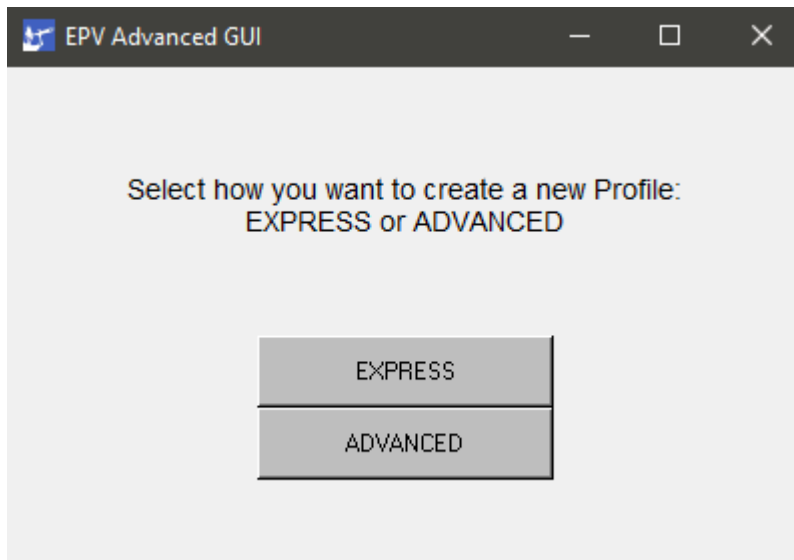 EPV Advanced GUI
Select how you want to create a new Profile:
EXPRESS or ADVANCED
EXPRESS
ADVANCED